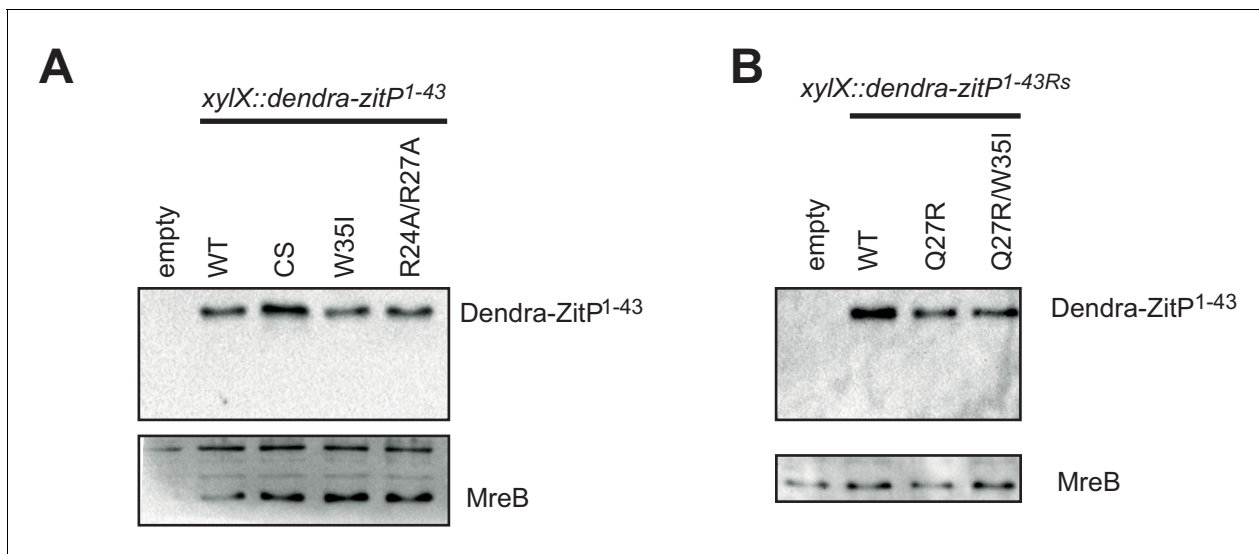 A
xylX::dendra-zitP1-43
empty
WT
CS
W35I
R24A/R27A
Dendra-ZitP1-43
MreB
B
xylX::dendra-zitP1-43Rs
empty
WT
Q27R
Q27R/W35I
Dendra-ZitP1-43
MreB